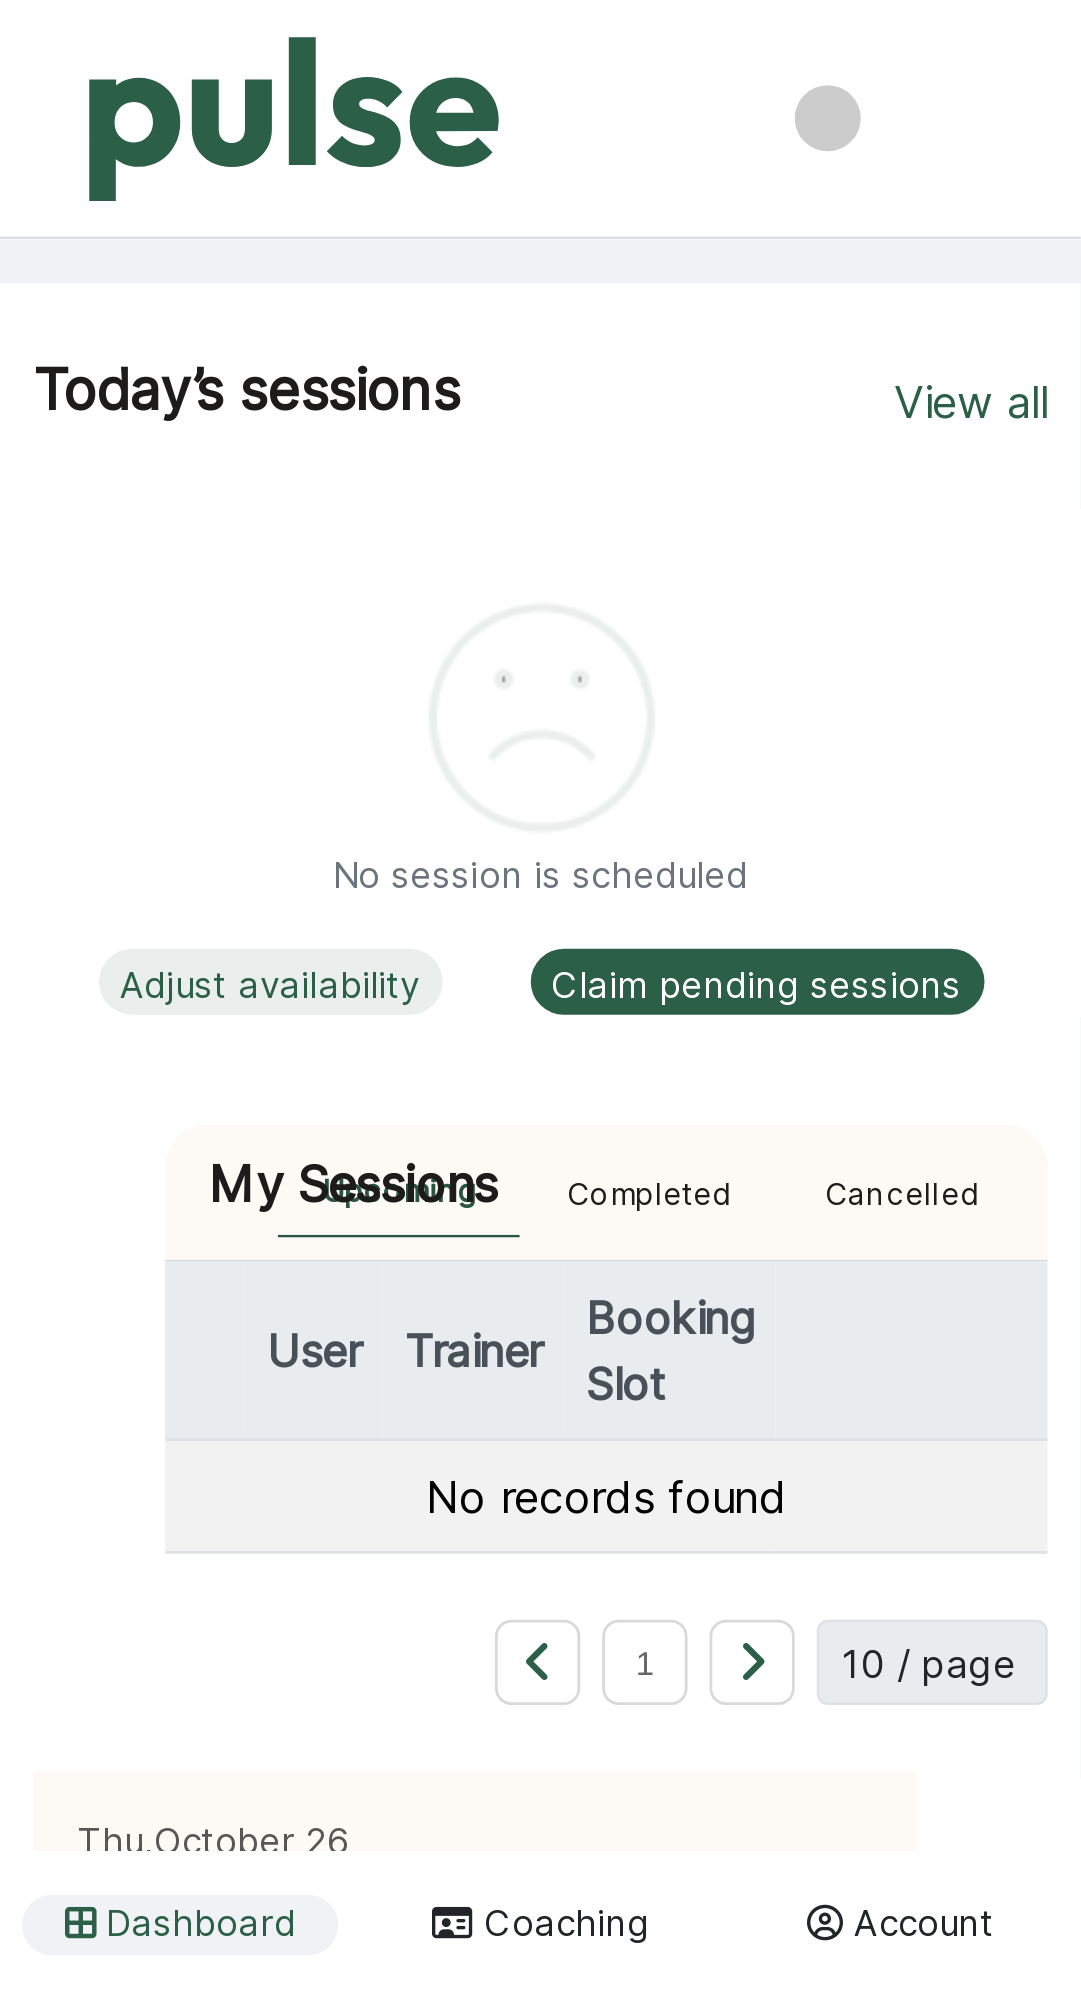 pulse
Today’s sessions
View all
No session is scheduled
Adjust availability
Claim pending sessions
My Sessions
Upcoming
Completed
Cancelled
User
Trainer
Booking
Slot
No records found
1
10 / page
Thu.October 26
Dashboard
Coaching
Account